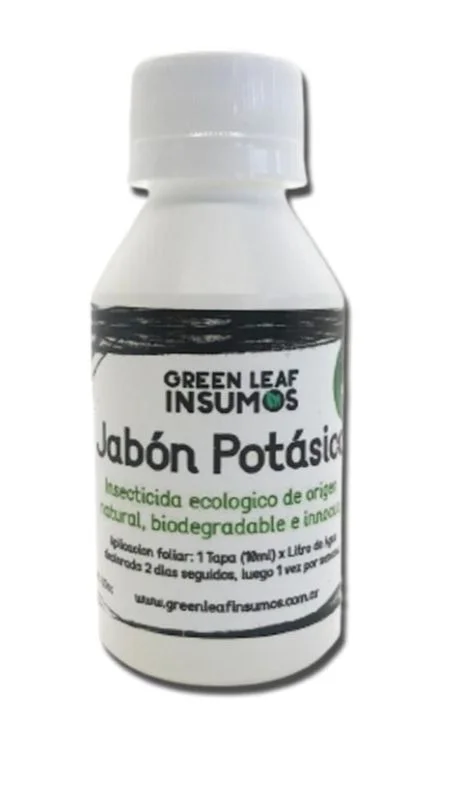 GREEN LEAF
INSUMOS
Jabón Potásico
Insecticida ecologico de origen
natural, biodegradable e
Aplicacion foliar: 1 Tapa (10ml) x Litro de Agua
2 dias seguidos, luego 1 vez por
www.greenleafinsumos.com.ar